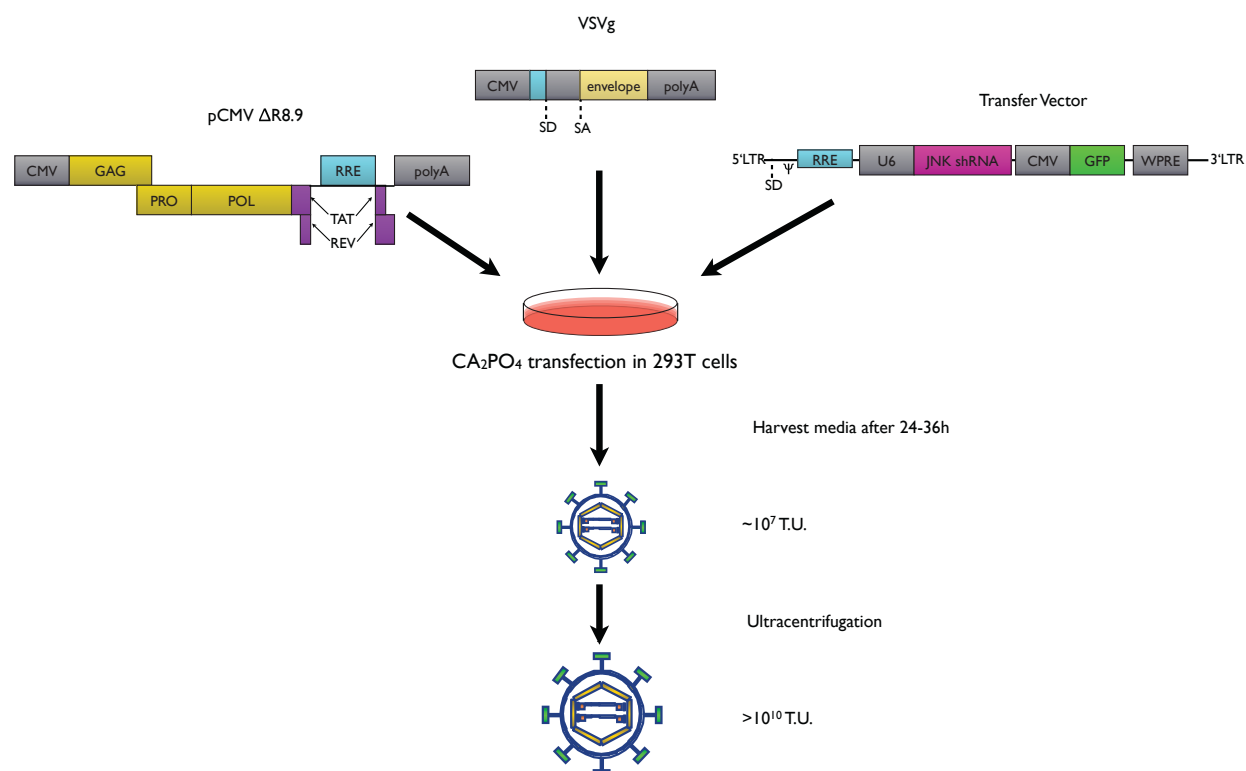 VSVg
CMV envelope polyA
SD SA
pCMV ΔR8.9
CMV GAG RRE polyA
PRO POL TAT
REV
Transfer Vector
5'LTR RRE U6 JNK shRNA CMV GFP WPRE 3'LTR
SD Ψ
CA₂PO₄ transfection in 293T cells
Harvest media after 24-36h
~10⁷ T.U.
Ultracentrifugation
>10¹⁰ T.U.